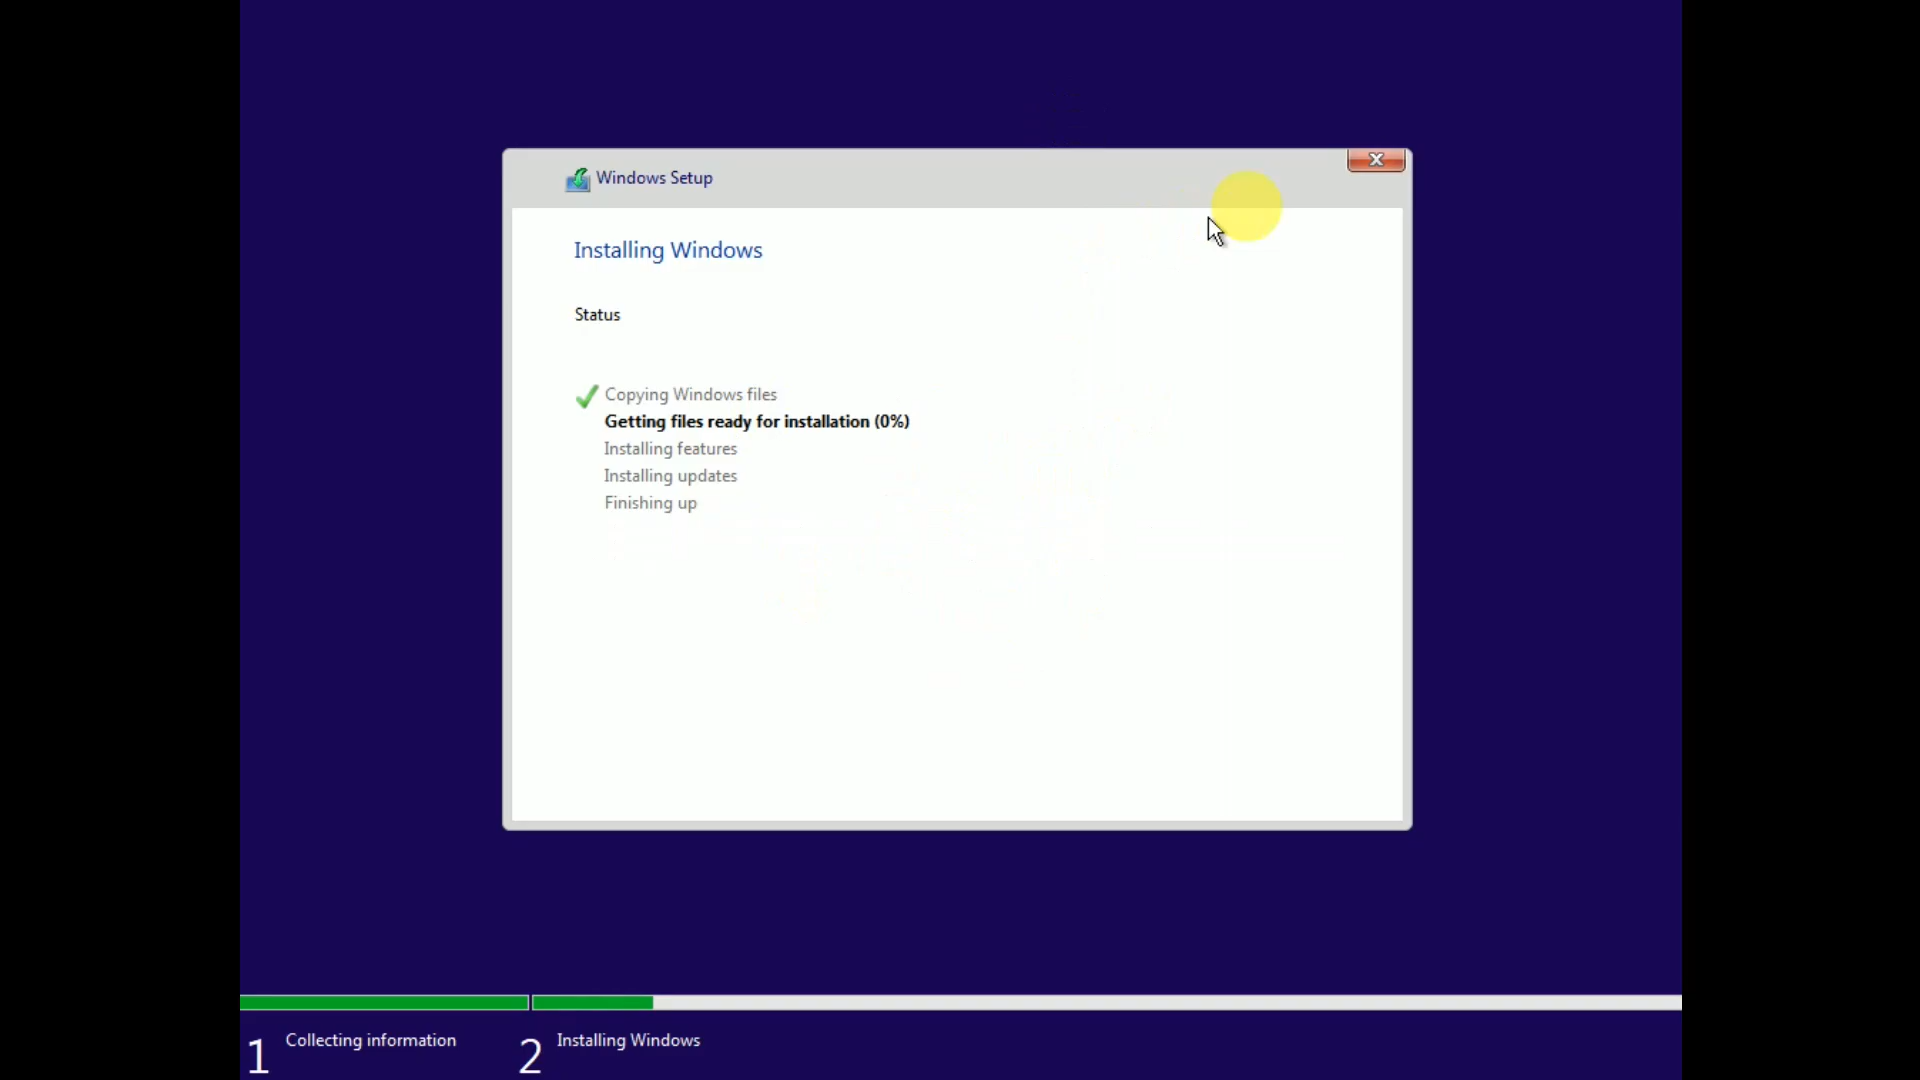 Windows Setup
Installing Windows
Status
Copying Windows files
Getting files ready for installation (0%)
Installing features
Installing updates
Finishing up
1 Collecting information
2 Installing Windows